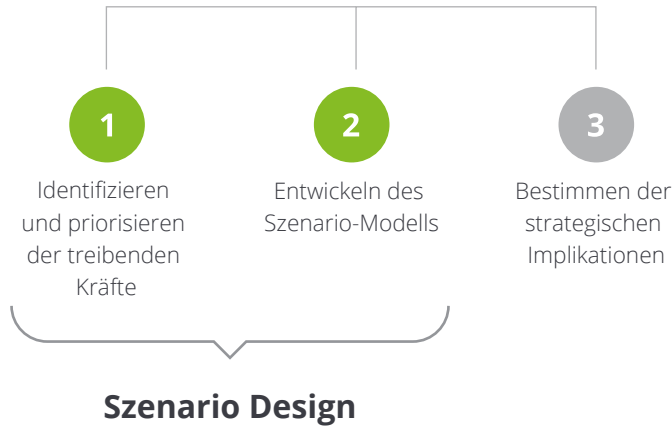 1
Identifizieren
und priorisieren
der treibenden
Kräfte
2
Entwickeln des
Szenario-Modells
3
Bestimmen der
strategischen
Implikationen
Szenario Design